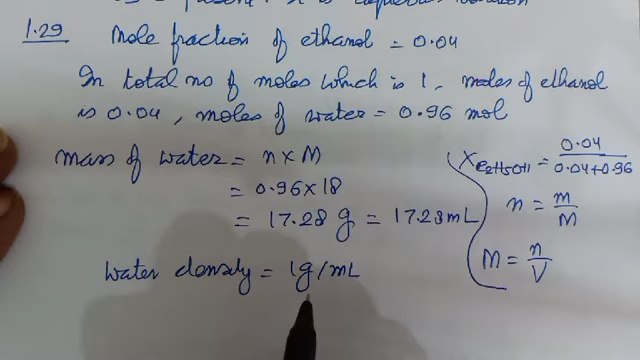 1.29 Mole fraction of ethanol = 0.04
In total no of moles which is 1, moles of ethanol
is 0.04, moles of water = 0.96 mol
mass of water = n × M
= 0.96 × 18
= 17.28 g = 17.28 mL
water density = 1g/mL
X C2H5OH = 0.04 / 0.04+0.96
n = m / M
M = n / V